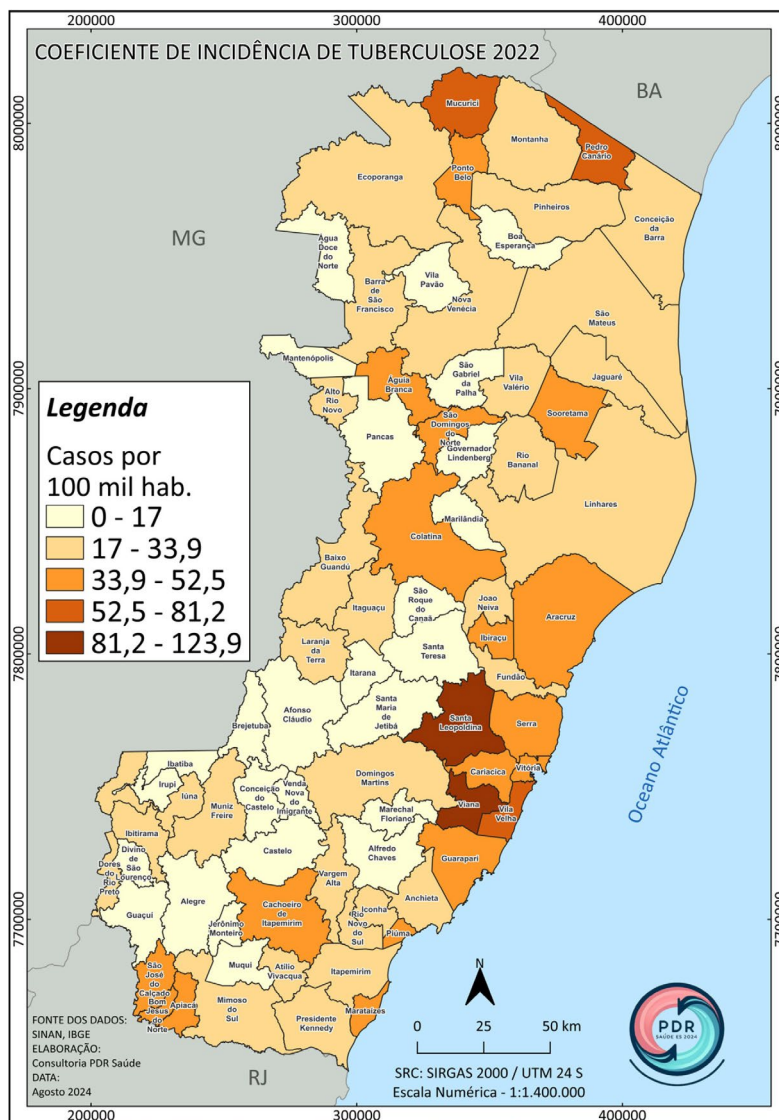 200000
300000
400000
COEFICIENTE DE INCIDÊNCIA DE TUBERCULOSE 2022
BA
MG
8000000
8000000
Mucurici
Montanha
Pedro
Canário
Ponto
Belo
Ecoporanga
Pinheiros
Conceição
da
Barra
Água
Doce
do
Norte
Boa
Esperança
Vila
Pavão
Barra
de
São
Francisco
Nova
Venécia
São
Mateus
Mantenópolis
7900000
Águia
Branca
São
Gabriel
da
Palha
Vila
Valério
Jaguaré
Alto
Rio
Novo
Sooretama
São
Domingos
do
Norte
Pancas
Governador
Lindenberg
Rio
Bananal
Linhares
Colatina
Marilândia
Legenda
Casos por
100 mil hab.
0 - 17
17 - 33,9
33,9 - 52,5
52,5 - 81,2
81,2 - 123,9
Baixo
Guandú
São
Roque
do
Canaã
Itaguaçu
Joao
Neiva
Aracruz
Ibiraçu
Laranja
da
Terra
Santa
Teresa
7800000
7800000
Itarana
Fundão
Santa
Maria
de
Jetibá
Afonso
Cláudio
Brejetuba
Santa
Leopoldina
Serra
Oceano Atlântico
Ibatiba
Irupi
Iúna
Muniz
Freire
Conceição
do
Castelo
Venda
Nova
do
Imigrante
Domingos
Martins
Cariacica
Vitória
Viana
Vila
Velha
Marechal
Floriano
Ibitirama
Divino
de
São
Lourenço
Dores
do
Rio
Preto
Castelo
Alfredo
Chaves
Guarapari
Vargem
Alta
Anchieta
Guaçuí
Alegre
Cachoeiro
de
Itapemirim
Iconha
Rio
Novo
do
Sul
Piúma
Jerônimo
Monteiro
7700000
7700000
Muqui
Atílio
Vivacqua
Itapemirim
São
José
do
Calçado
Bom
Jesus
do
Norte
Apiacá
Mimoso
do
Sul
Presidente
Kennedy
Marataízes
N
0 25 50 km
SRC: SIRGAS 2000 / UTM 24 S
Escala Numérica - 1:1.400.000
PDR
SAÚDE ES 2024
FONTE DOS DADOS:
SINAN, IBGE
ELABORAÇÃO:
Consultoria PDR Saúde
DATA:
Agosto 2024
RJ
200000
300000
400000